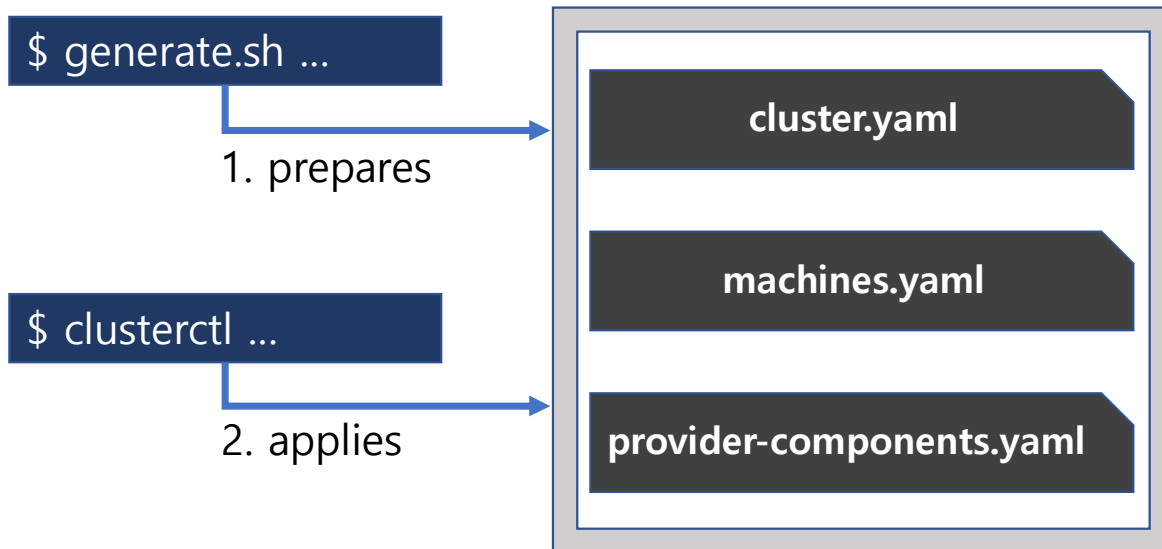 $ generate.sh ...
1. prepares
$ clusterctl ...
2. applies
cluster.yaml
machines.yaml
provider-components.yaml